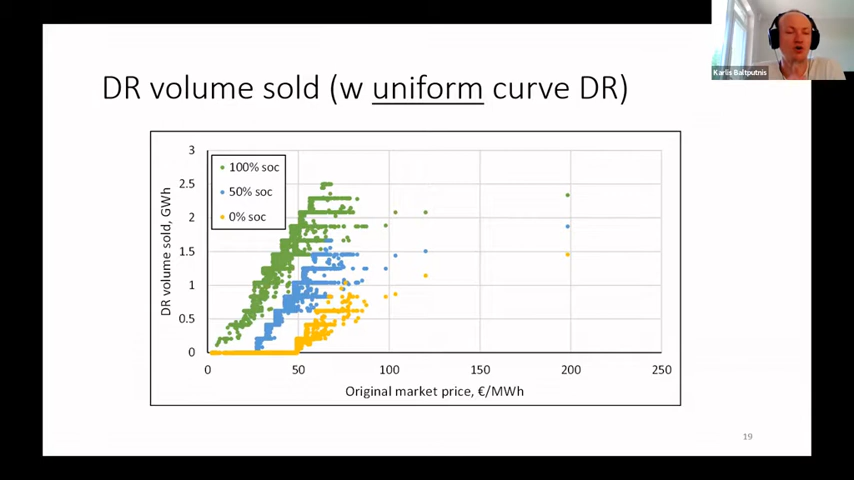 Karlis Baltputnis
DR volume sold (w uniform curve DR)
3
2.5
2
1.5
1
0.5
0
DR volume sold, GWh
100% soc
50% soc
0% soc
0 50 100 150 200 250
Original market price, €/MWh
19